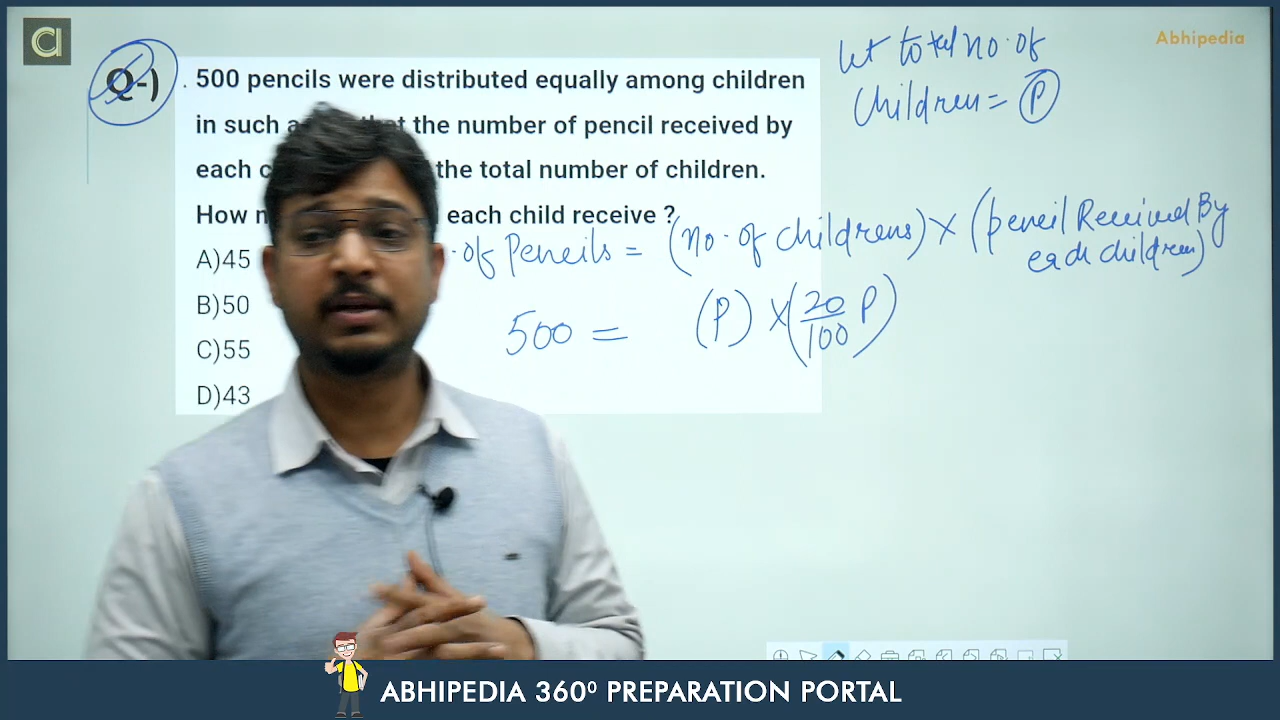 Abhipedia
let total no. of
Children = P
Q-)
. 500 pencils were distributed equally among children
in such a that the number of pencil received by
each c the total number of children.
How each child receive ?
A)45
B)50
C)55
D)43
. of Pencils = (no. of childrens) × (pencil Received By
each children)
500 = (P) × (20/100 P)
ABHIPEDIA 360⁰ PREPARATION PORTAL